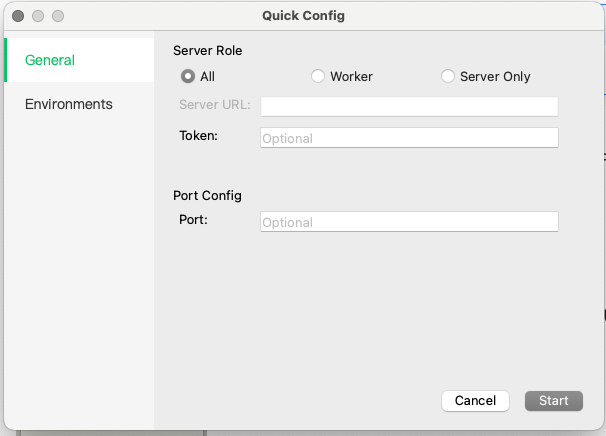 Quick Config
General
Environments
Server Role
All Worker Server Only
Server URL:
Token: Optional
Port Config
Port: Optional
Cancel Start